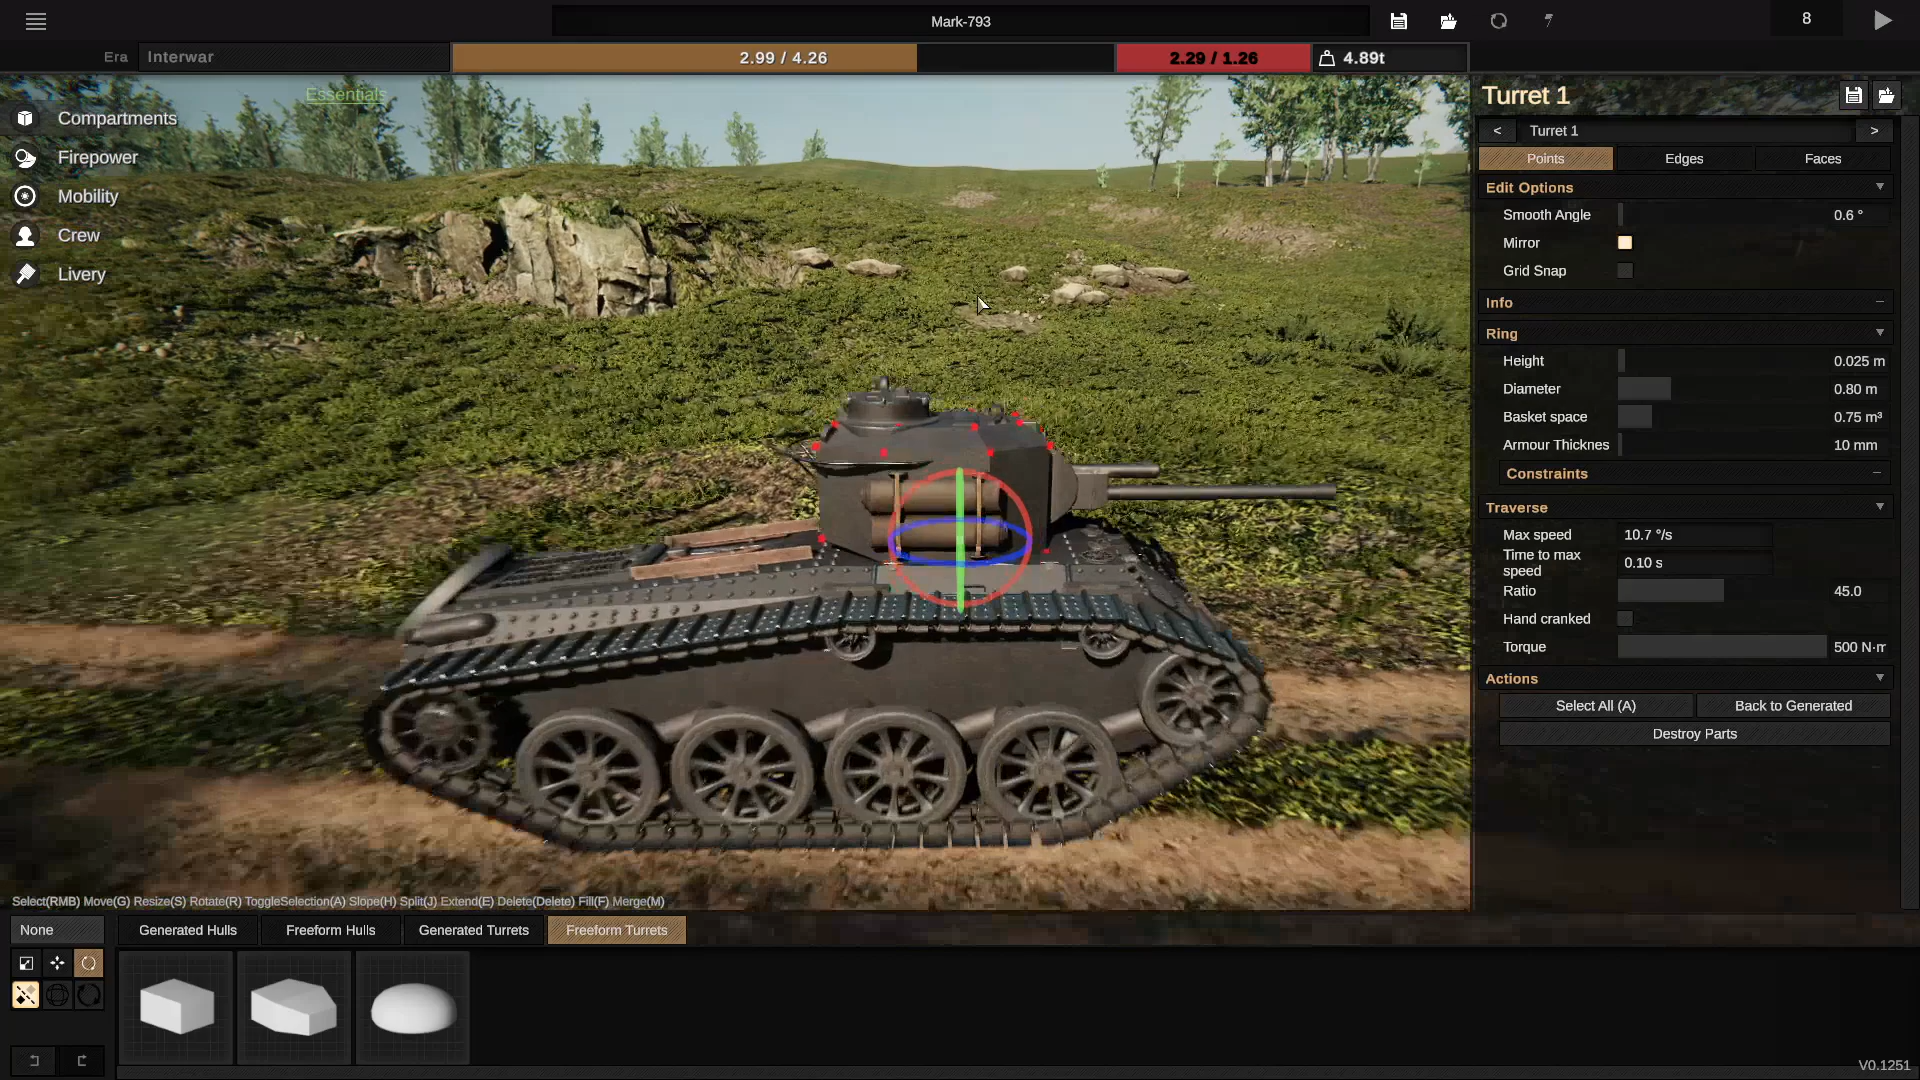 Mark-793
8
Era
Interwar
2.99 / 4.26
2.29 / 1.26
4.89t
Essentials
Compartments
Firepower
Mobility
Crew
Livery
Turret 1
< Turret 1 >
Points Edges Faces
Edit Options
Smooth Angle 0.6 °
Mirror
Grid Snap
Info
Ring
Height 0.025 m
Diameter 0.80 m
Basket space 0.75 m³
Armour Thicknes 10 mm
Constraints
Traverse
Max speed 10.7 °/s
Time to max speed 0.10 s
Ratio 45.0
Hand cranked
Torque 500 N·m
Actions
Select All (A) Back to Generated
Destroy Parts
Select(RMB) Move(G) Resize(S) Rotate(R) ToggleSelection(A) Slope(H) Split(J) Extend(E) Delete(Delete) Fill(F) Merge(M)
None
Generated Hulls Freeform Hulls Generated Turrets Freeform Turrets
V0.1251